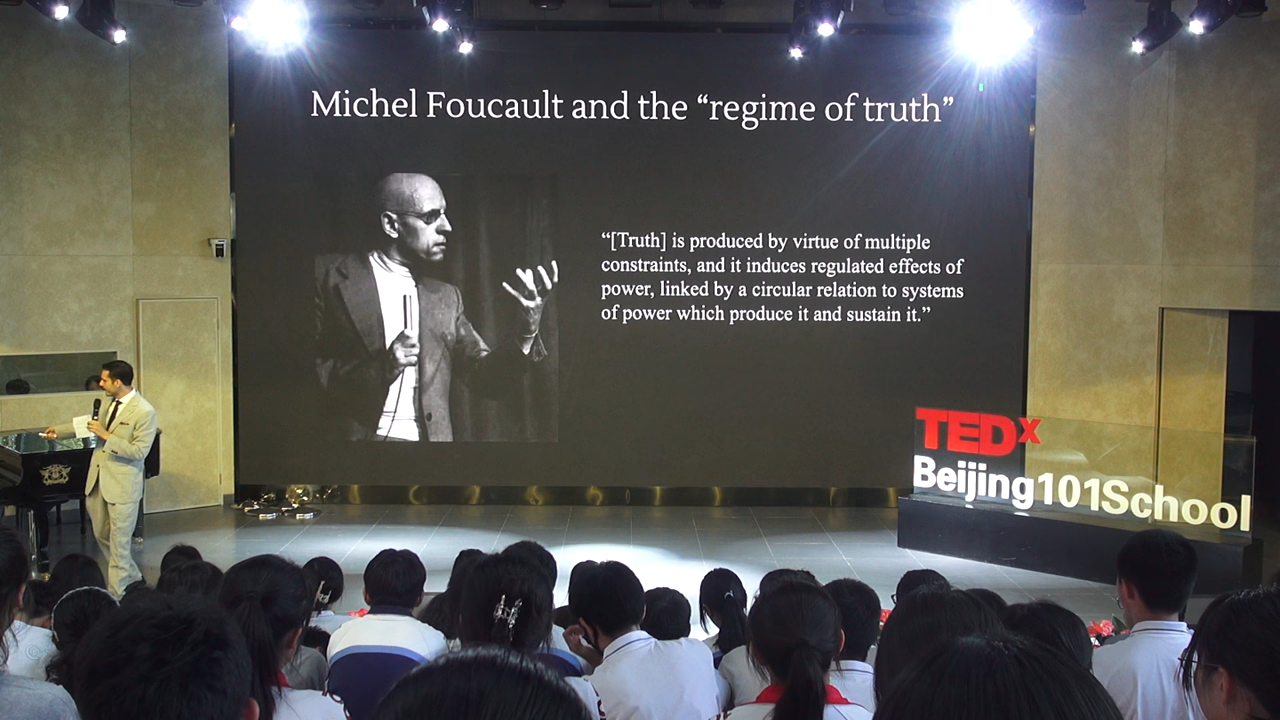 Michel Foucault and the “regime of truth”
“[Truth] is produced by virtue of multiple
constraints, and it induces regulated effects of
power, linked by a circular relation to systems
of power which produce it and sustain it.”
TEDx
Beijing101School